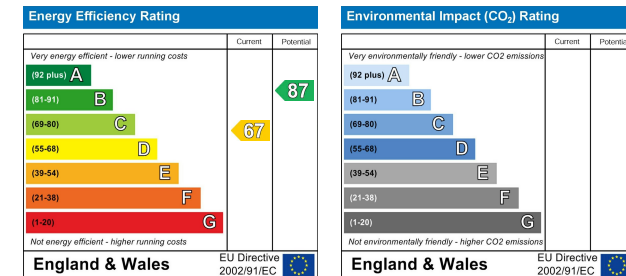 Energy Efficiency Rating
Current Potential
Very energy efficient - lower running costs
(92 plus) A
(81-91) B
(69-80) C
(55-68) D
(39-54) E
(21-38) F
(1-20) G
67
87
Not energy efficient - higher running costs
England & Wales
EU Directive
2002/91/EC
Environmental Impact (CO₂) Rating
Current Potential
Very environmentally friendly - lower CO2 emissions
(92 plus) A
(81-91) B
(69-80) C
(55-68) D
(39-54) E
(21-38) F
(1-20) G
Not environmentally friendly - higher CO2 emissions
England & Wales
EU Directive
2002/91/EC